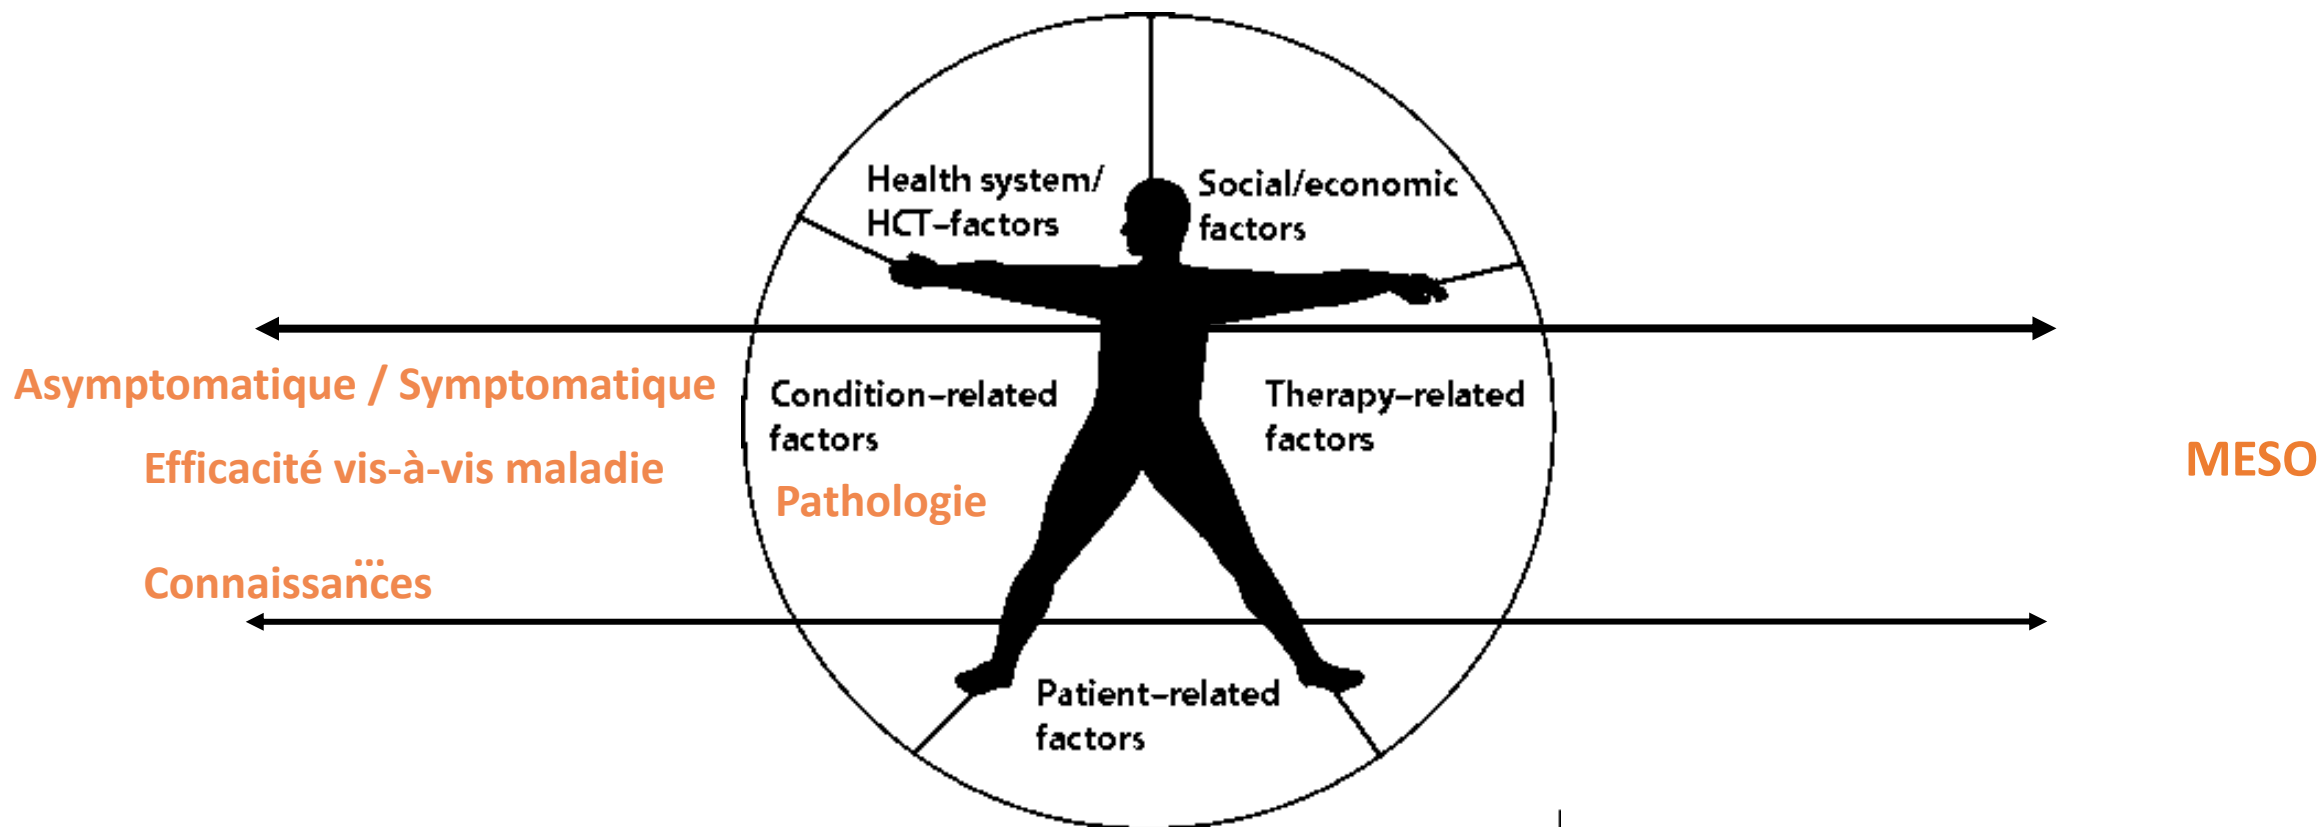 Health system/
HCT-factors
Social/economic
factors
Asymptomatique / Symptomatique
Efficacité vis-à-vis maladie
...
Connaissances
Condition-related
factors
Pathologie
Therapy-related
factors
MESO
Patient-related
factors